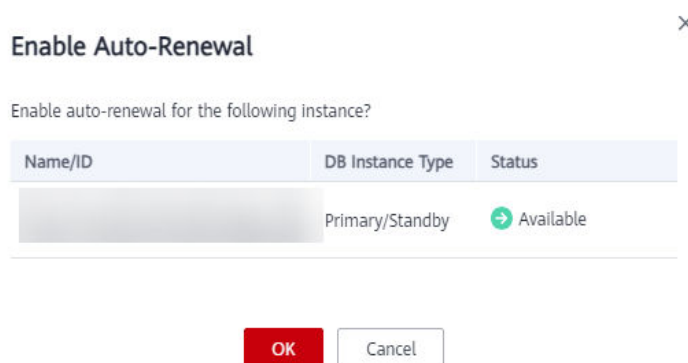 Enable Auto-Renewal
Enable auto-renewal for the following instance?
Name/ID DB Instance Type Status
Primary/Standby Available
OK Cancel